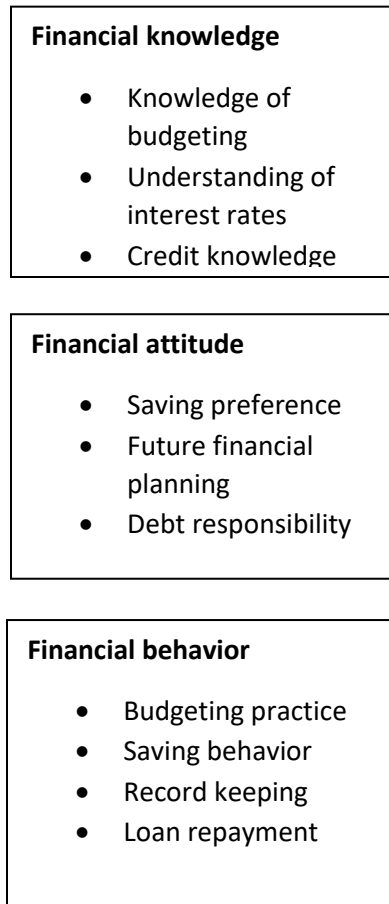 Financial knowledge
• Knowledge of
budgeting
• Understanding of
interest rates
• Credit knowledge
Financial attitude
• Saving preference
• Future financial
planning
• Debt responsibility
Financial behavior
• Budgeting practice
• Saving behavior
• Record keeping
• Loan repayment